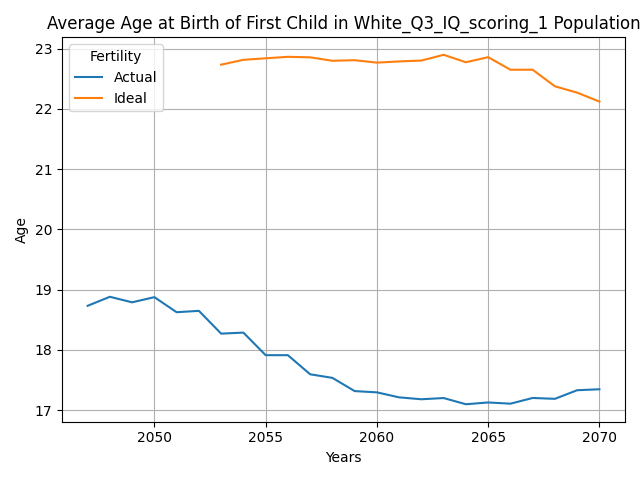 Average Age at Birth of First Child in White_Q3_IQ_scoring_1 Population
23
22
21
20
19
18
17
Age
Fertility
Actual
Ideal
2050 2055 2060 2065 2070
Years